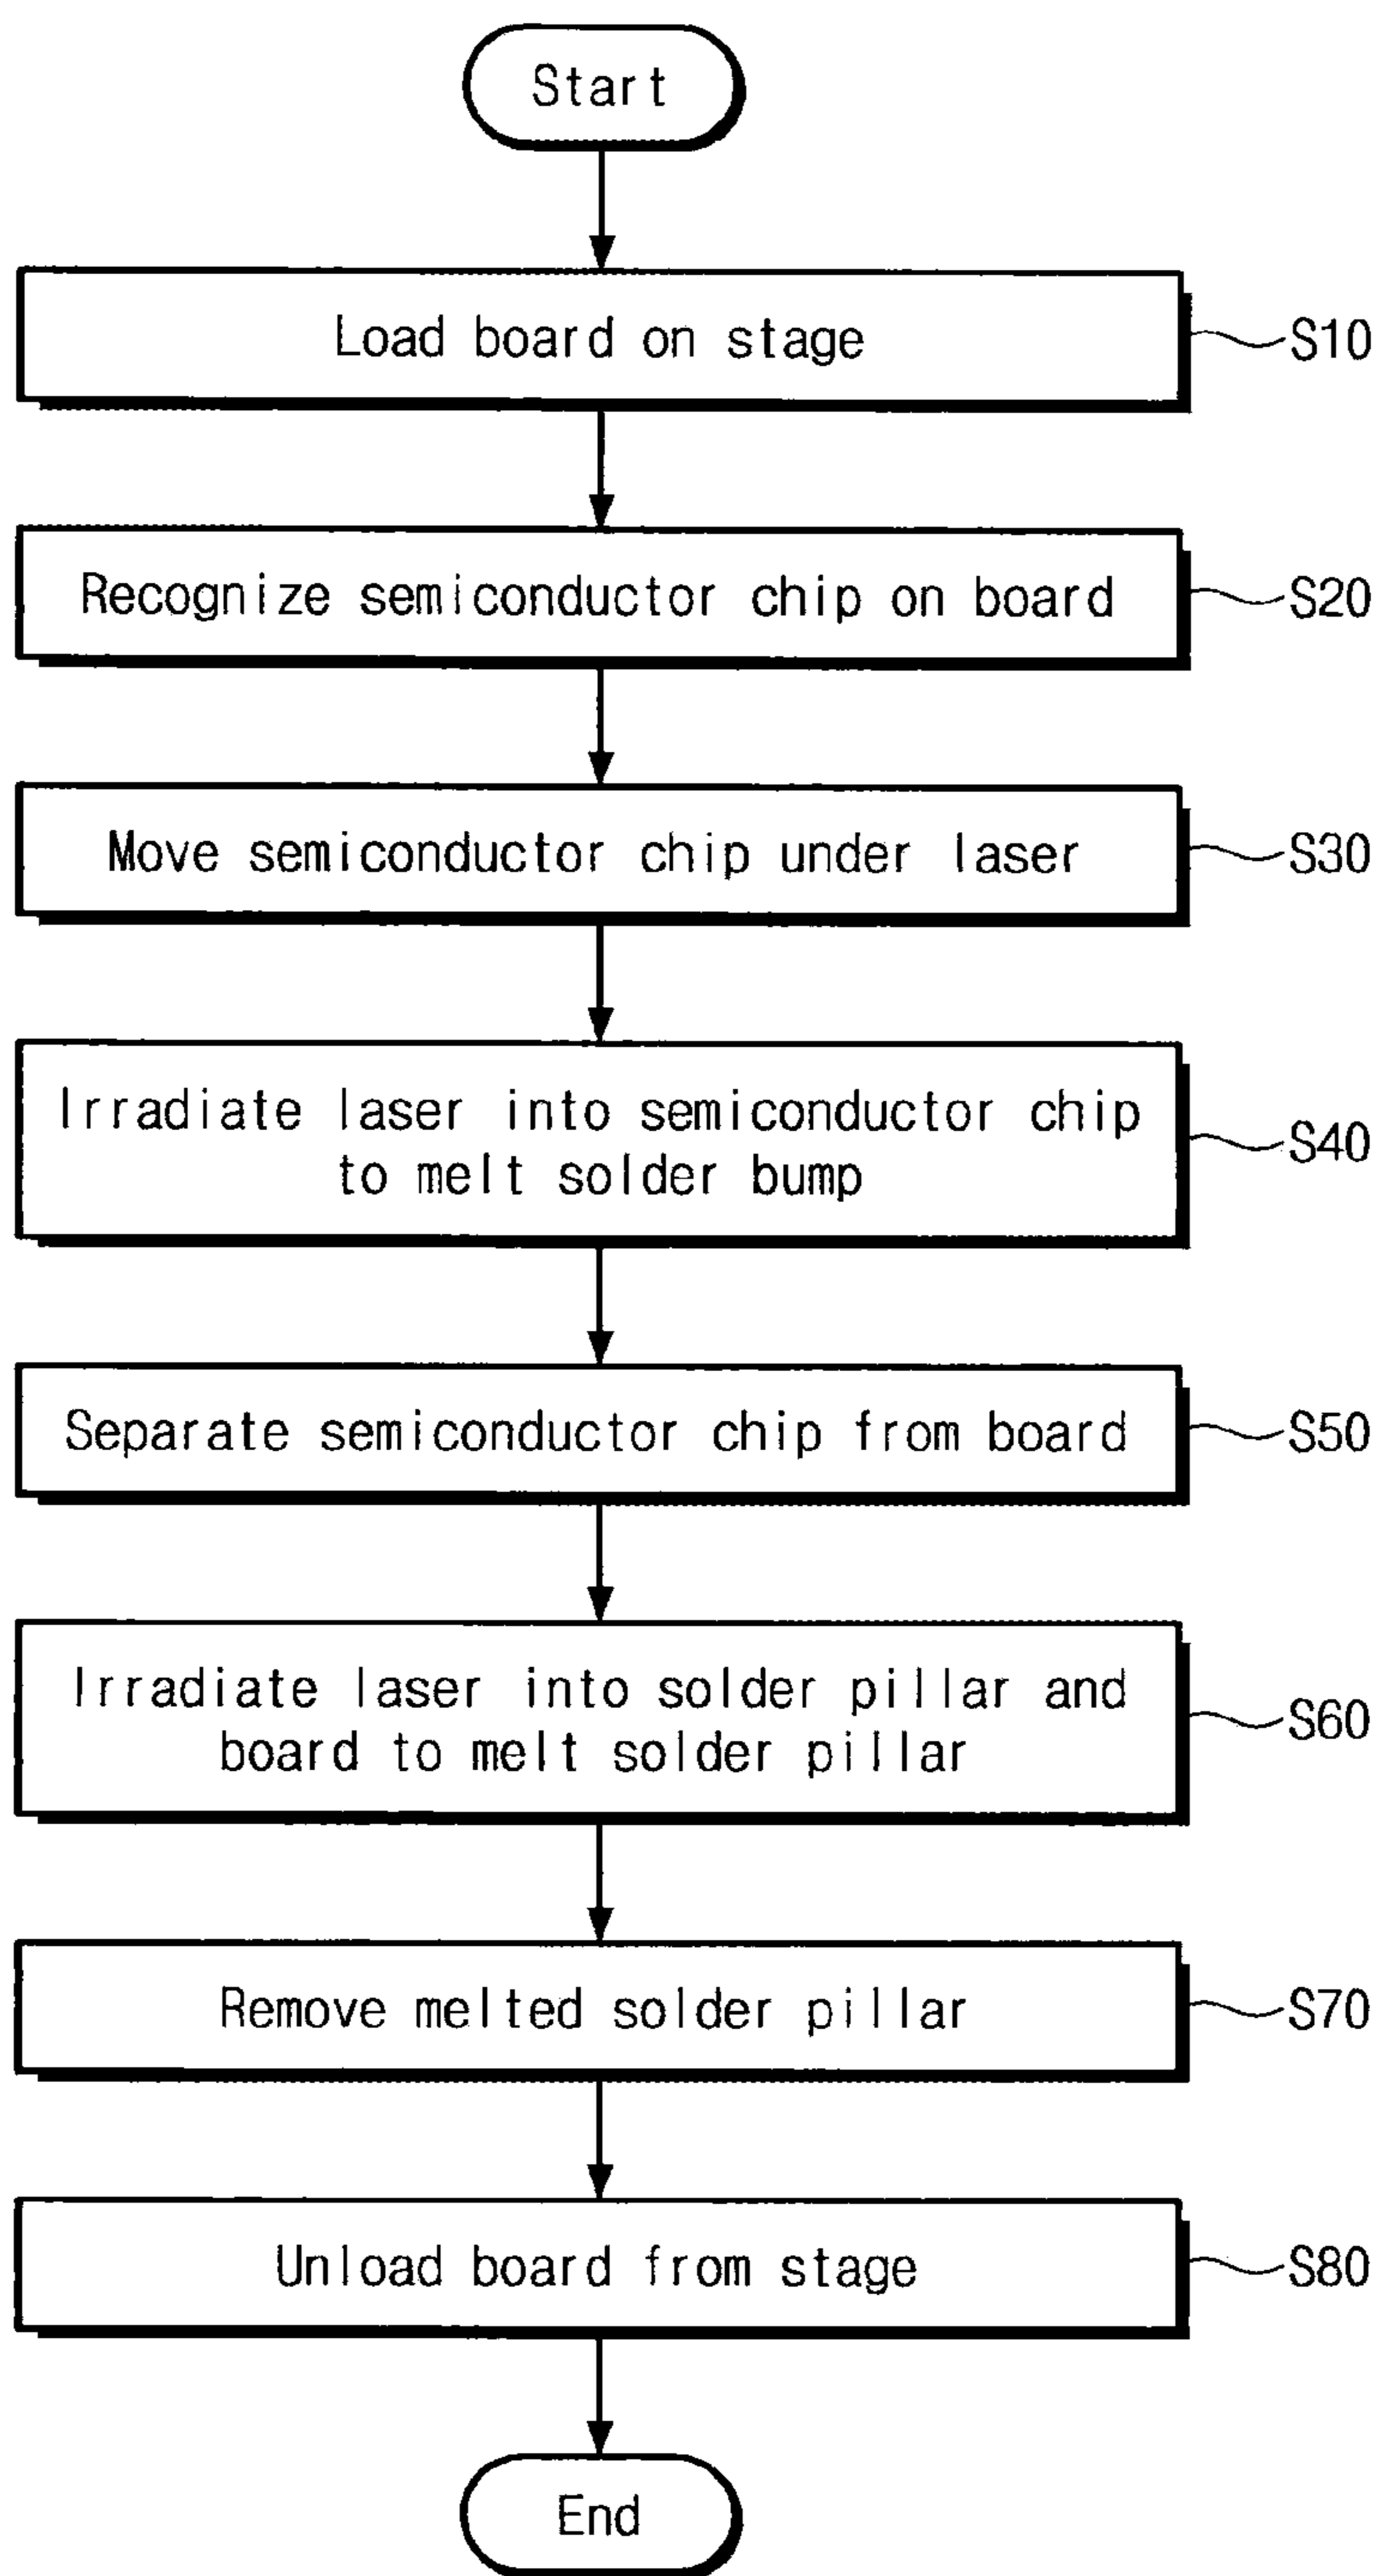 Start
Load board on stage
S10
Recognize semiconductor chip on board
S20
Move semiconductor chip under laser
S30
Irradiate laser into semiconductor chip
to melt solder bump
S40
Separate semiconductor chip from board
S50
Irradiate laser into solder pillar and
board to melt solder pillar
S60
Remove melted solder pillar
S70
Unload board from stage
S80
End